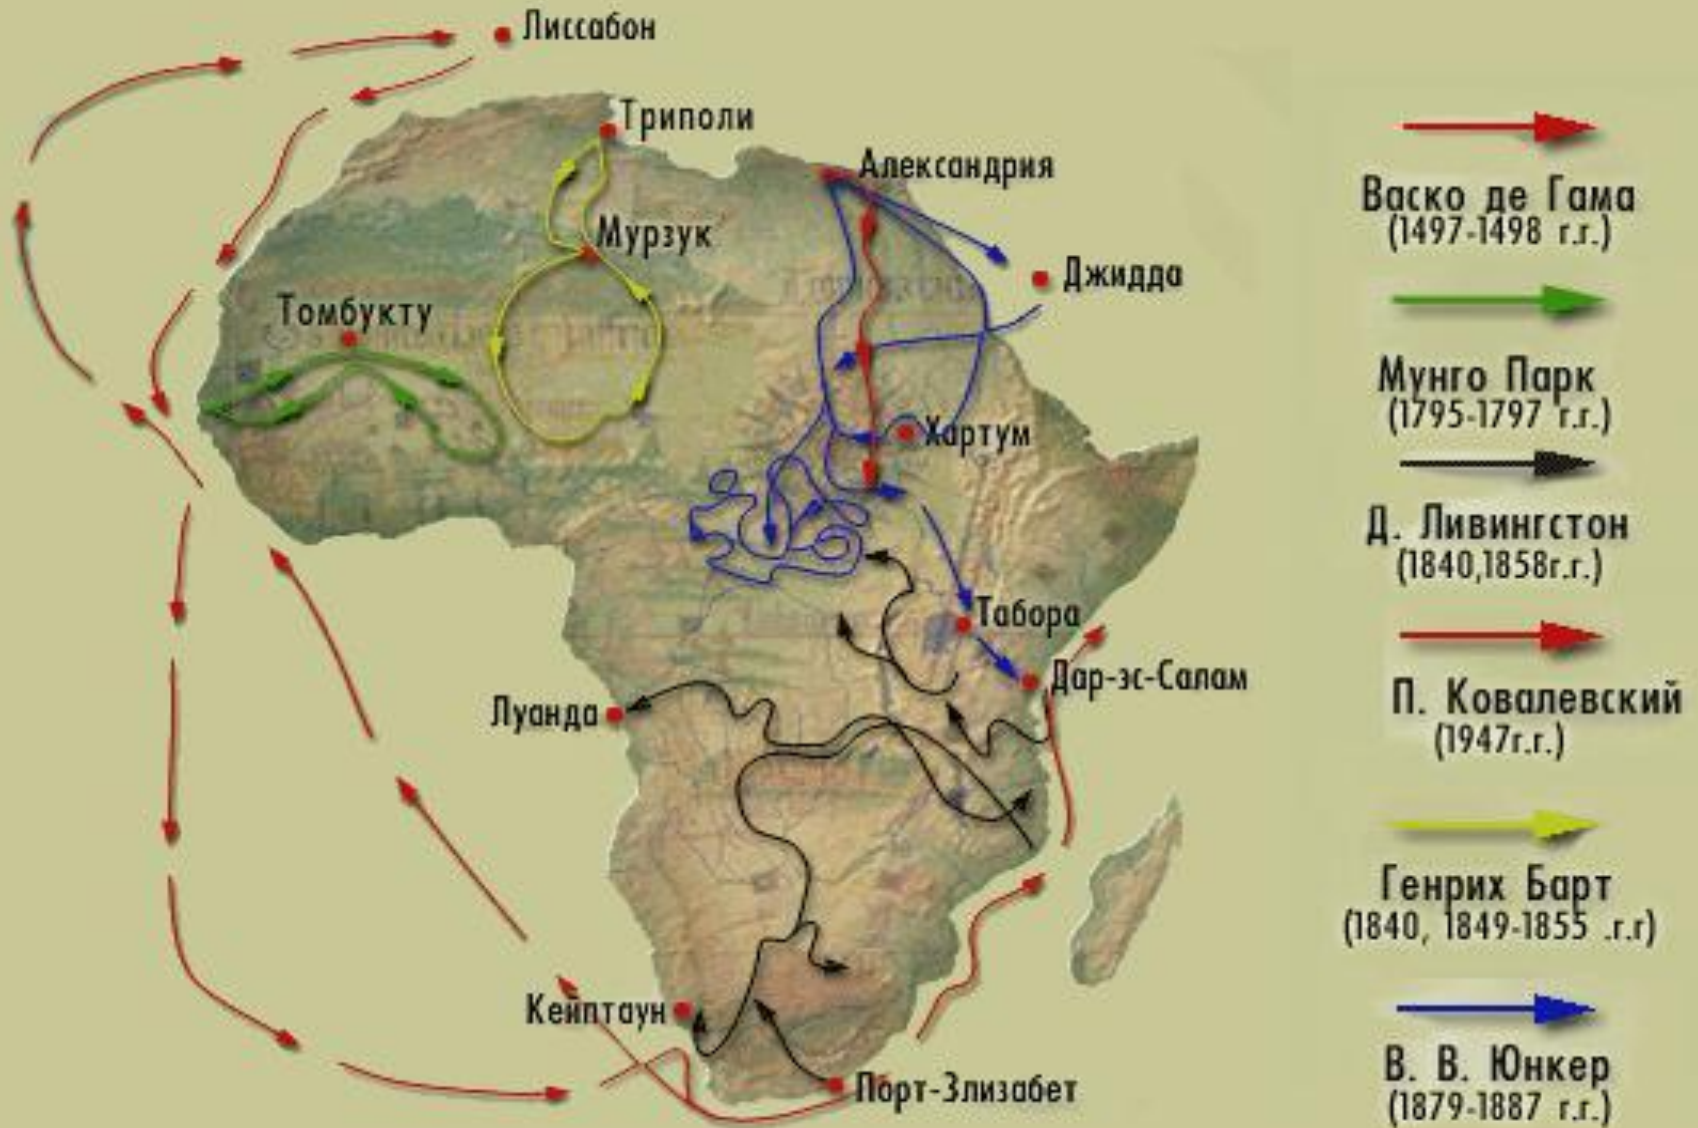 Лиссабон
Триполи
Александрия
Мурзук
Джидда
Томбукту
Хартум
Табора
Дар-эс-Салам
Луанда
Кейптаун
Порт-Злизабет
Васко де Гама
(1497-1498 г.г.)
Мунго Парк
(1795-1797 г.г.)
Д. Ливингстон
(1840,1858г.г.)
П. Ковалевский
(1947г.г.)
Генрих Барт
(1840, 1849-1855 .г.г)
В. В. Юнкер
(1879-1887 г.г.)